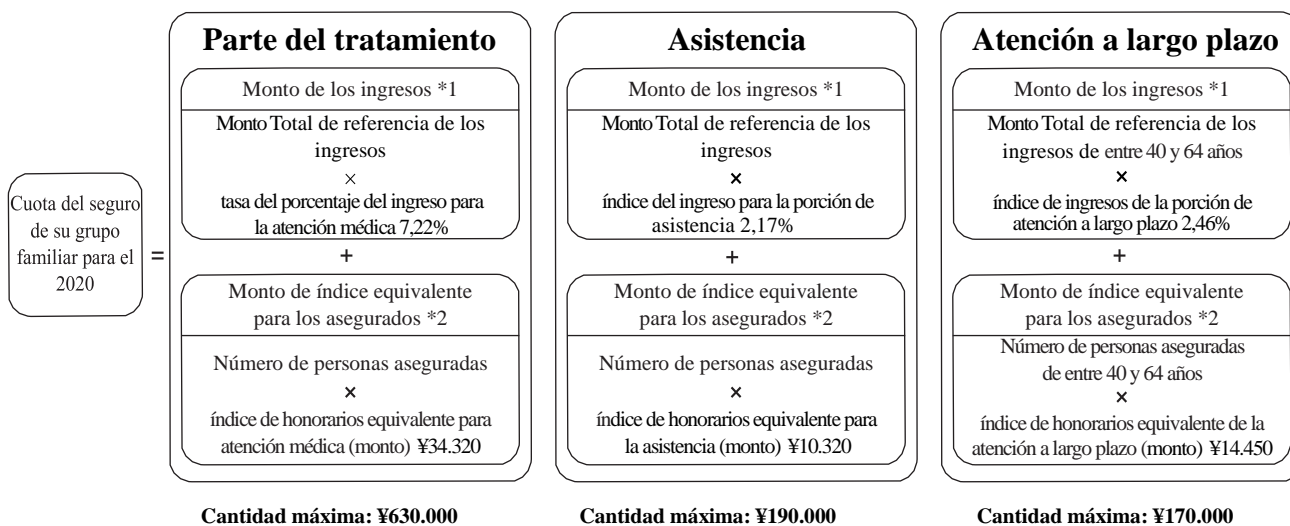 Cuota del seguro
de su grupo
familiar para el
2020
=
Parte del tratamiento
Monto de los ingresos *1
Monto Total de referencia de los
ingresos
×
tasa del porcentaje del ingreso para
la atención médica 7,22%
+
Monto de índice equivalente
para los asegurados *2
Número de personas aseguradas
×
índice de honorarios equivalente para
atención médica (monto) ¥34.320
Cantidad máxima: ¥630.000
Asistencia
Monto de los ingresos *1
Monto Total de referencia de los
ingresos
×
índice del ingreso para la porción de
asistencia 2,17%
+
Monto de índice equivalente
para los asegurados *2
Número de personas aseguradas
×
índice de honorarios equivalente para
la asistencia (monto) ¥10.320
Cantidad máxima: ¥190.000
Atención a largo plazo
Monto de los ingresos *1
Monto Total de referencia de los
ingresos de entre 40 y 64 años
×
índice de ingresos de la porción de
atención a largo plazo 2,46%
+
Monto de índice equivalente
para los asegurados *2
Número de personas aseguradas
de entre 40 y 64 años
×
índice de honorarios equivalente de la
atención a largo plazo (monto) ¥14.450
Cantidad máxima: ¥170.000